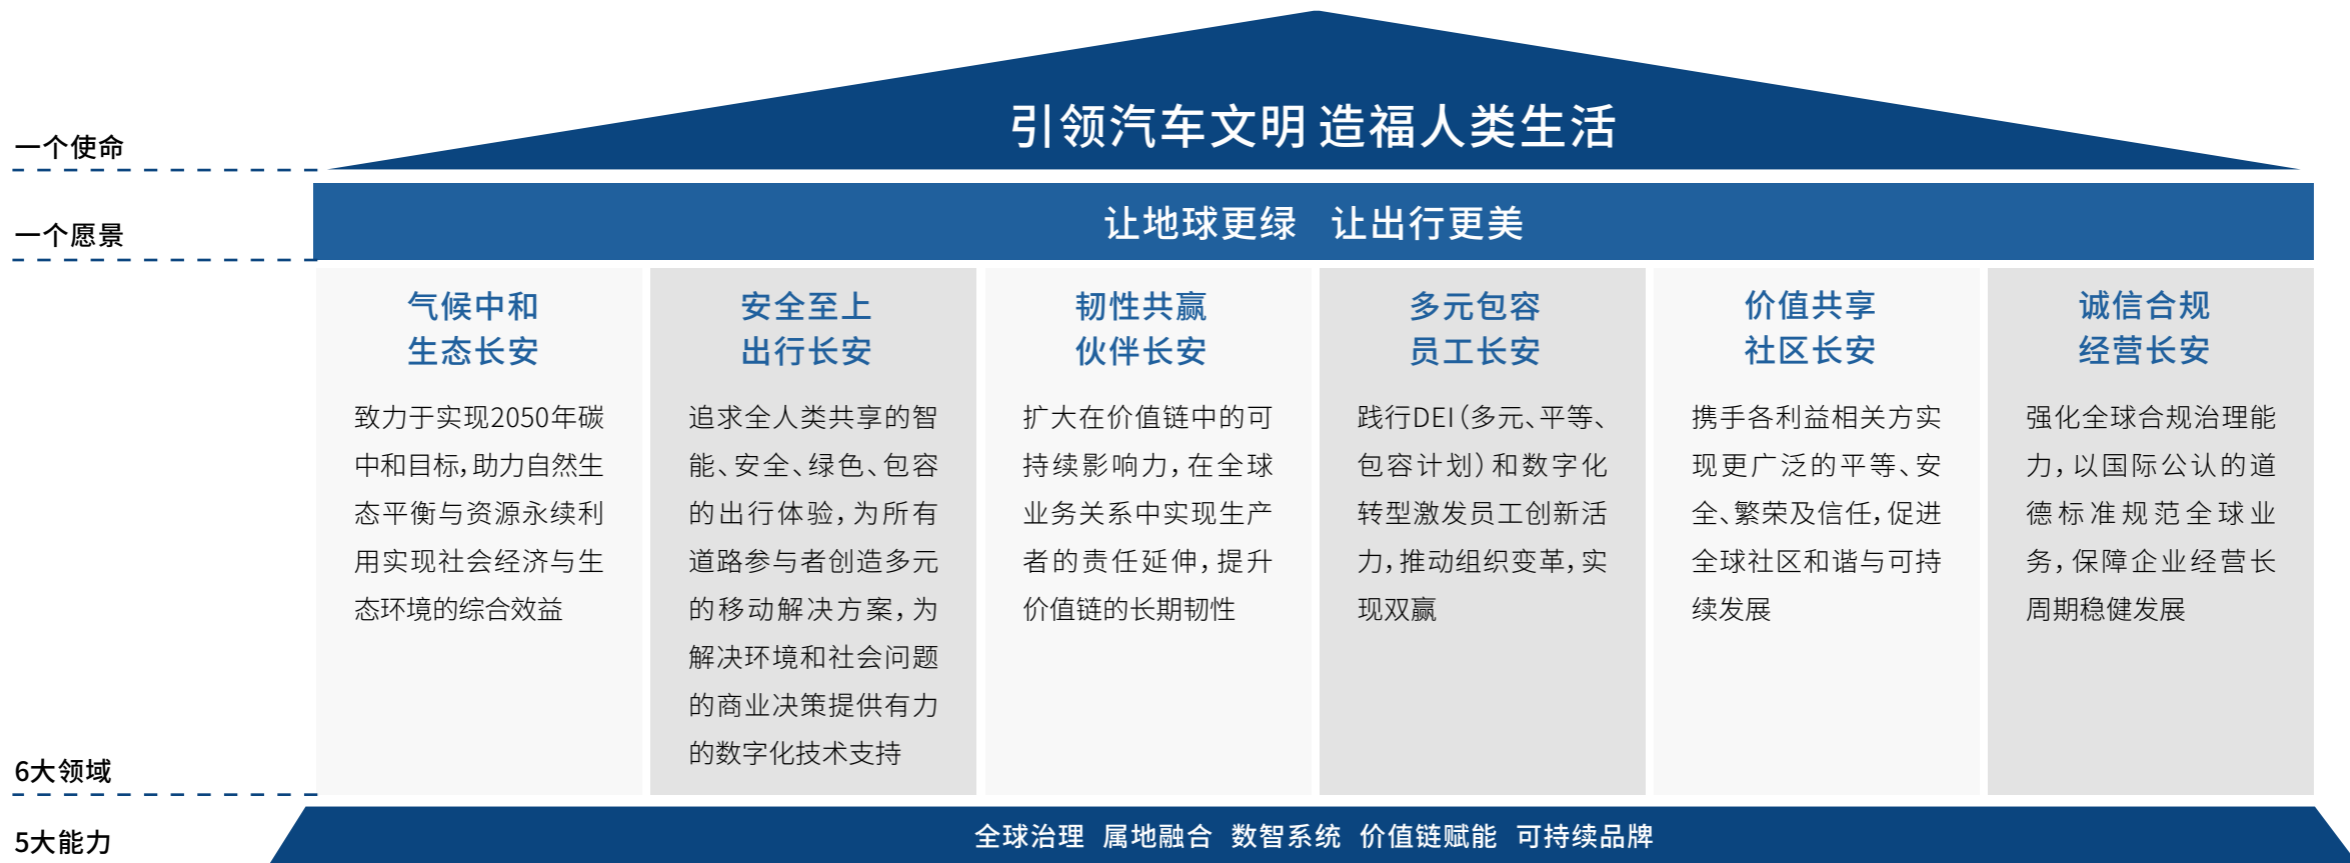 引领汽车文明 造福人类生活
一个使命
让地球更绿 让出行更美
一个愿景
气候中和
生态长安
致力于实现2050年碳
中和目标,助力自然生
态平衡与资源永续利
用实现社会经济与生
态环境的综合效益
安全至上
出行长安
追求全人类共享的智
能、安全、绿色、包容
的出行体验,为所有
道路参与者创造多元
的移动解决方案,为
解决环境和社会问题
的商业决策提供有力
的数字化技术支持
韧性共赢
伙伴长安
扩大在价值链中的可
持续影响力,在全球
业务关系中实现生产
者的责任延伸,提升
价值链的长期韧性
多元包容
员工长安
践行DEI(多元、平等、
包容计划)和数字化
转型激发员工创新活
力,推动组织变革,实
现双赢
价值共享
社区长安
携手各利益相关方实
现更广泛的平等、安
全、繁荣及信任,促进
全球社区和谐与可持
续发展
诚信合规
经营长安
强化全球合规治理能
力,以国际公认的道
德标准规范全球业
务,保障企业经营长
周期稳健发展
6大领域
5大能力
全球治理 属地融合 数智系统 价值链赋能 可持续品牌